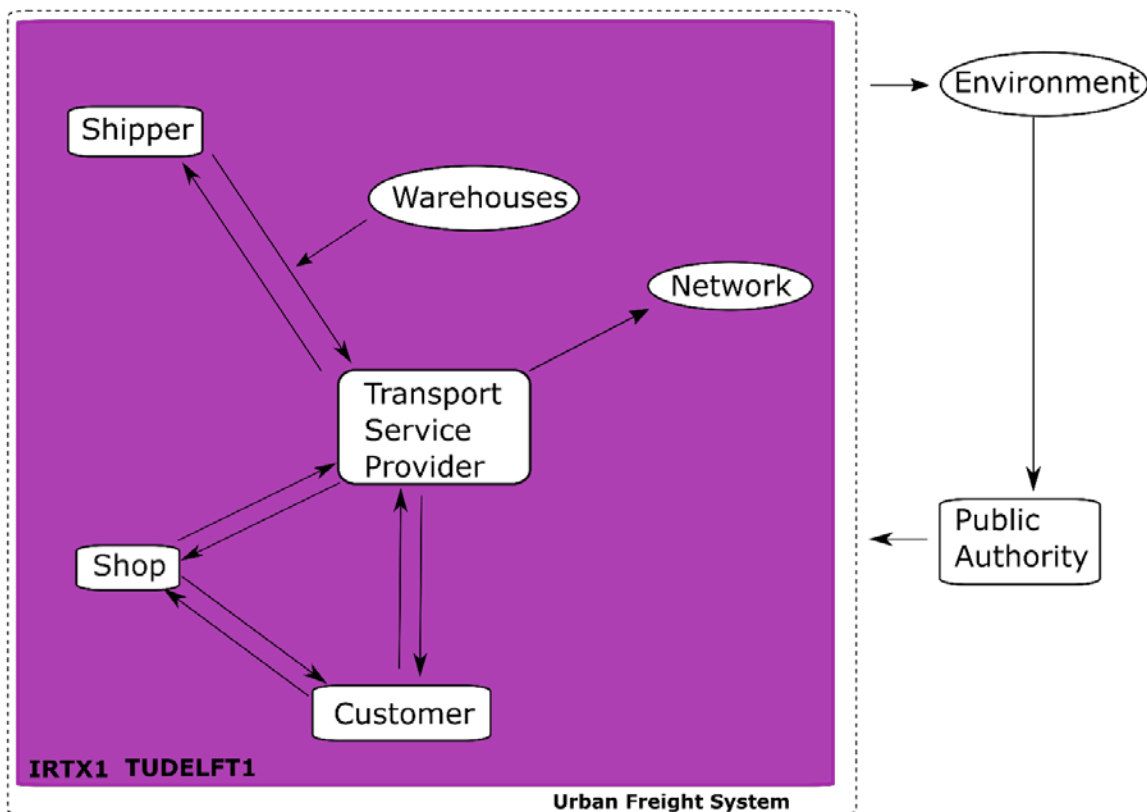 Environment
Shipper
Warehouses
Network
Transport
Service
Provider
Public
Authority
Shop
Customer
IRTX1 TUDELFT1
Urban Freight System